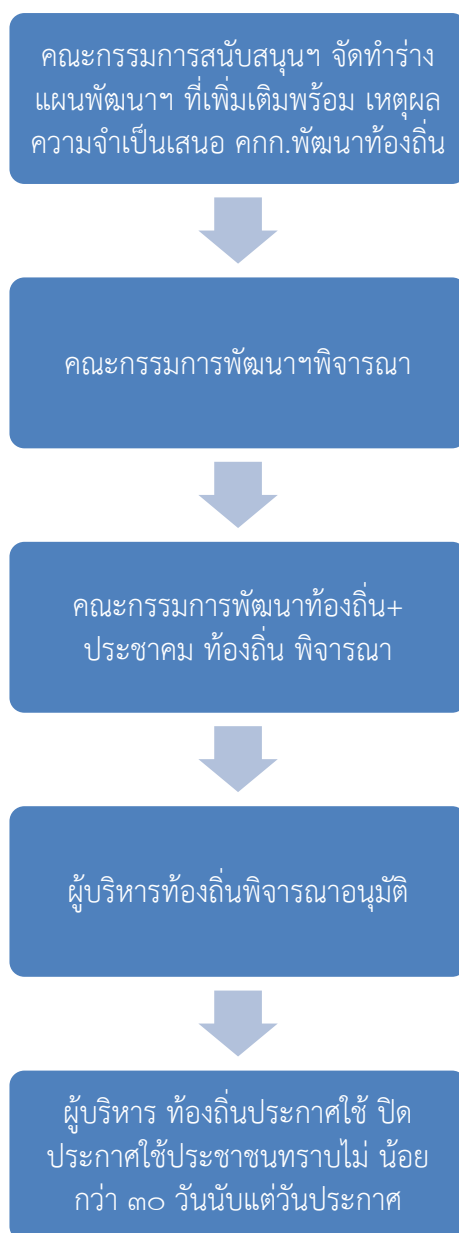 คณะกรรมการสนับสนุนฯ จัดทำร่าง
แผนพัฒนาฯ ที่เพิ่มเติมพร้อม เหตุผล
ความจำเป็นเสนอ คกก.พัฒนาท้องถิ่น
คณะกรรมการพัฒนาฯพิจารณา
คณะกรรมการพัฒนาท้องถิ่น+
ประชาคม ท้องถิ่น พิจารณา
ผู้บริหารท้องถิ่นพิจารณาอนุมัติ
ผู้บริหาร ท้องถิ่นประกาศใช้ ปิด
ประกาศใช้ประชาชนทราบไม่ น้อย
กว่า ๓๐ วันนับแต่วันประกาศ